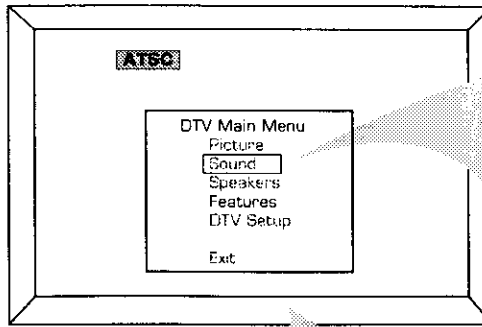 ATSC
DTV Main Menu
Picture
Sound
Speakers
Features
DTV Setup
Exit